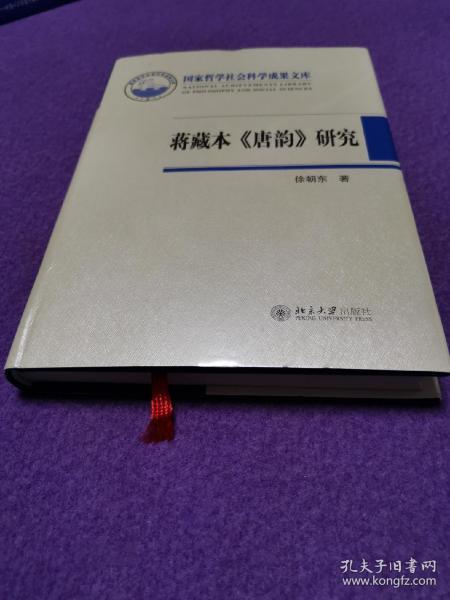 国家哲学社会科学成果文库
NATIONAL ACHIEVEMENTS LIBRARY
OF PHILOSOPHY AND SOCIAL SCIENCES
蒋藏本《唐韵》研究
徐朝东 著
北京大学出版社
PEKING UNIVERSITY PRESS
孔夫子旧书网
www.kongfz.com